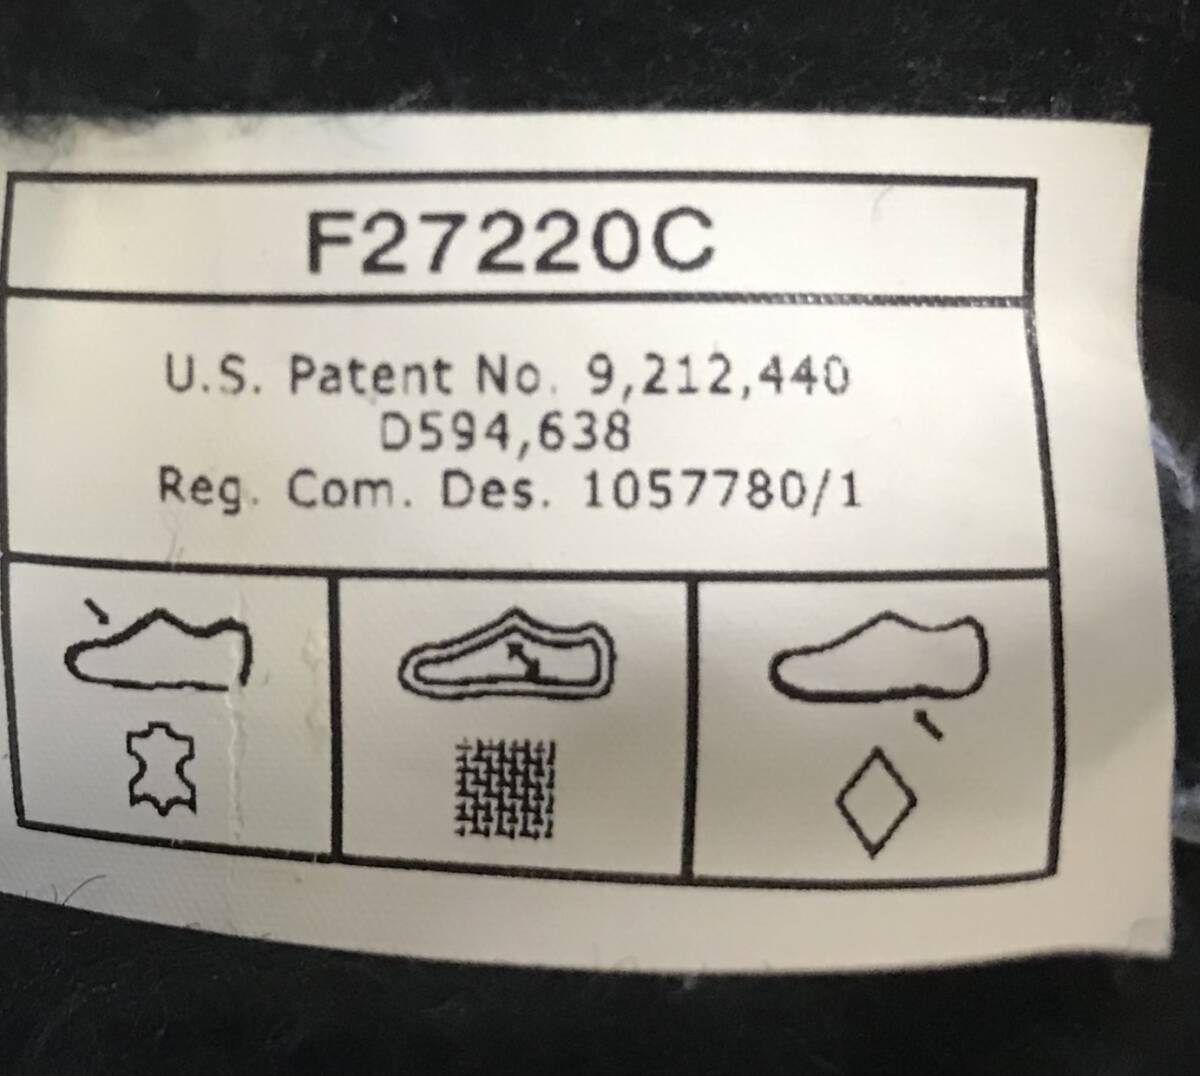 F27220C
U.S. Patent No. 9,212,440
D594,638
Reg. Com. Des. 1057780/1